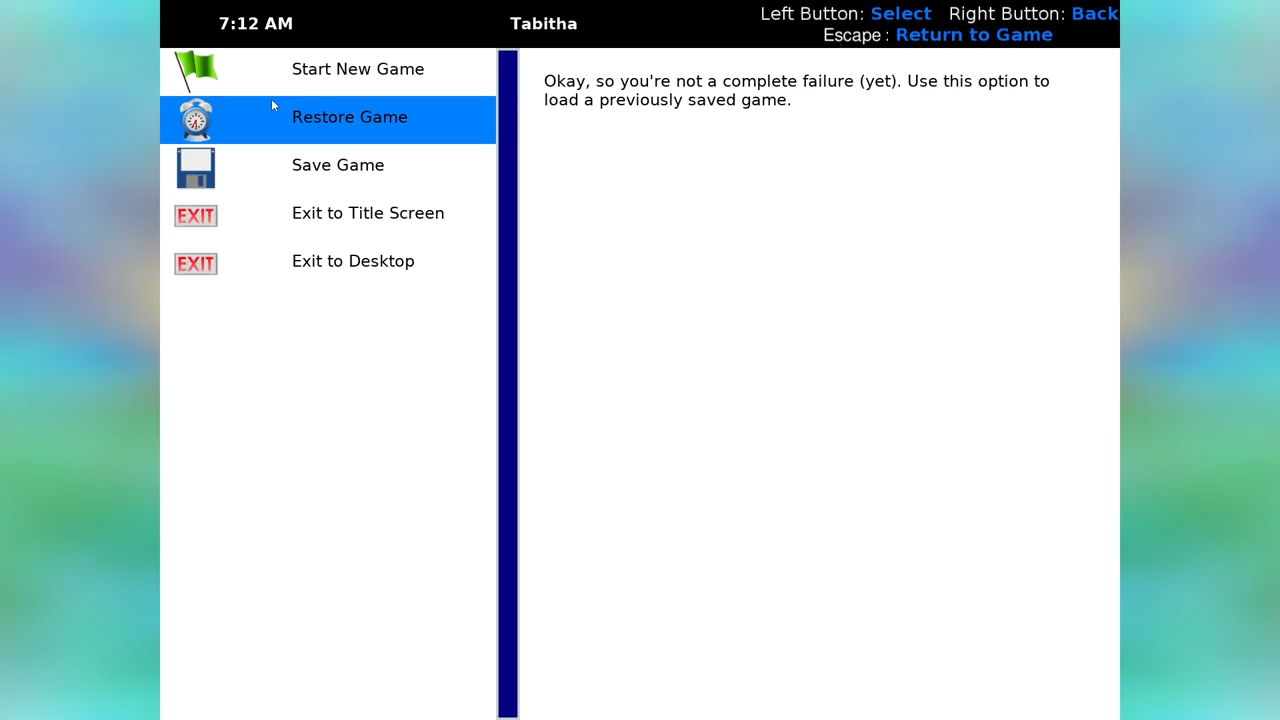 7:12 AM
Tabitha
Left Button: Select Right Button: Back
Escape : Return to Game
Start New Game
Restore Game
Save Game
EXIT Exit to Title Screen
EXIT Exit to Desktop
Okay, so you're not a complete failure (yet). Use this option to
load a previously saved game.